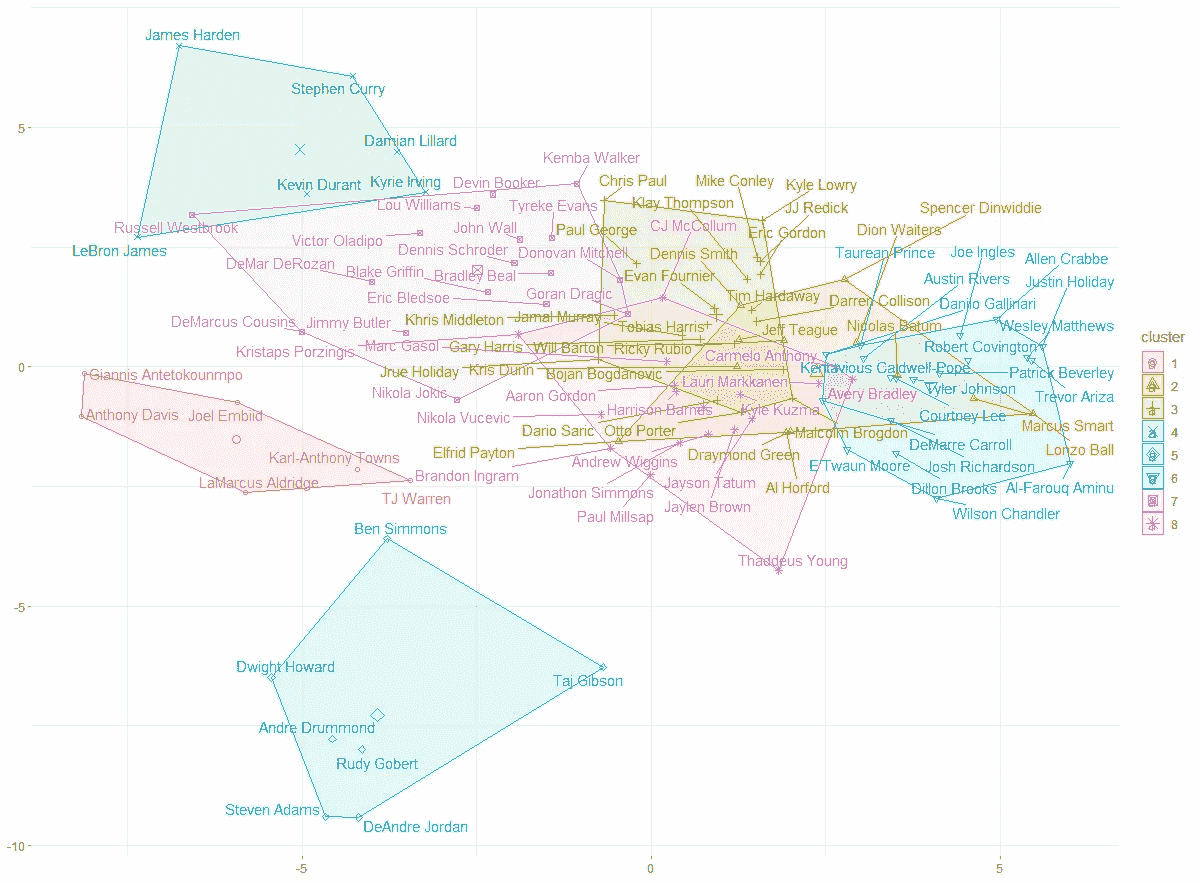 James Harden
Stephen Curry
5
Damian Lillard
Kemba Walker
Kevin Durant
Kyrie Irving
Devin Booker
Chris Paul
Mike Conley
Kyle Lowry
Lou Williams
Tyreke Evans
Klay Thompson
JJ Redick
Spencer Dinwiddie
Russell Westbrook
John Wall
Paul George
CJ McCollum
Eric Gordon
Dion Waiters
Victor Oladipo
LeBron James
Dennis Schroder
Donovan Mitchell
Dennis Smith
Taurean Prince
Joe Ingles
Allen Crabbe
DeMar DeRozan
Blake Griffin
Bradley Beal
Evan Fournier
Austin Rivers
Justin Holiday
Eric Bledsoe
Goran Dragic
Tim Hardaway
Darren Collison
Danilo Gallinari
DeMarcus Cousins
Jimmy Butler
Khris Middleton
Jamal Murray
Tobias Harris
Jeff Teague
Nicolas Batum
Wesley Matthews
cluster
Kristaps Porzingis
Marc Gasol
Gary Harris
Will Barton
Ricky Rubio
Carmelo Anthony
Robert Covington
0
Giannis Antetokounmpo
Jrue Holiday
Kris Dunn
Bojan Bogdanovic
Kentavious Caldwell-Pope
Patrick Beverley
1
Nikola Jokic
Aaron Gordon
Lauri Markkanen
Avery Bradley
Tyler Johnson
Trevor Ariza
2
Anthony Davis
Joel Embiid
Nikola Vucevic
Harrison Barnes
Kyle Kuzma
Courtney Lee
3
Dario Saric
Otto Porter
Malcolm Brogdon
Marcus Smart
4
Karl-Anthony Towns
Elfrid Payton
Draymond Green
DeMarre Carroll
Lonzo Ball
5
LaMarcus Aldridge
Brandon Ingram
Andrew Wiggins
E'Twaun Moore
Josh Richardson
6
TJ Warren
Jonathon Simmons
Jayson Tatum
Al Horford
Dillon Brooks
Al-Farouq Aminu
7
Paul Millsap
Jaylen Brown
Wilson Chandler
8
Ben Simmons
Thaddeus Young
-5
Dwight Howard
Taj Gibson
Andre Drummond
Rudy Gobert
Steven Adams
DeAndre Jordan
-10
-5
0
5